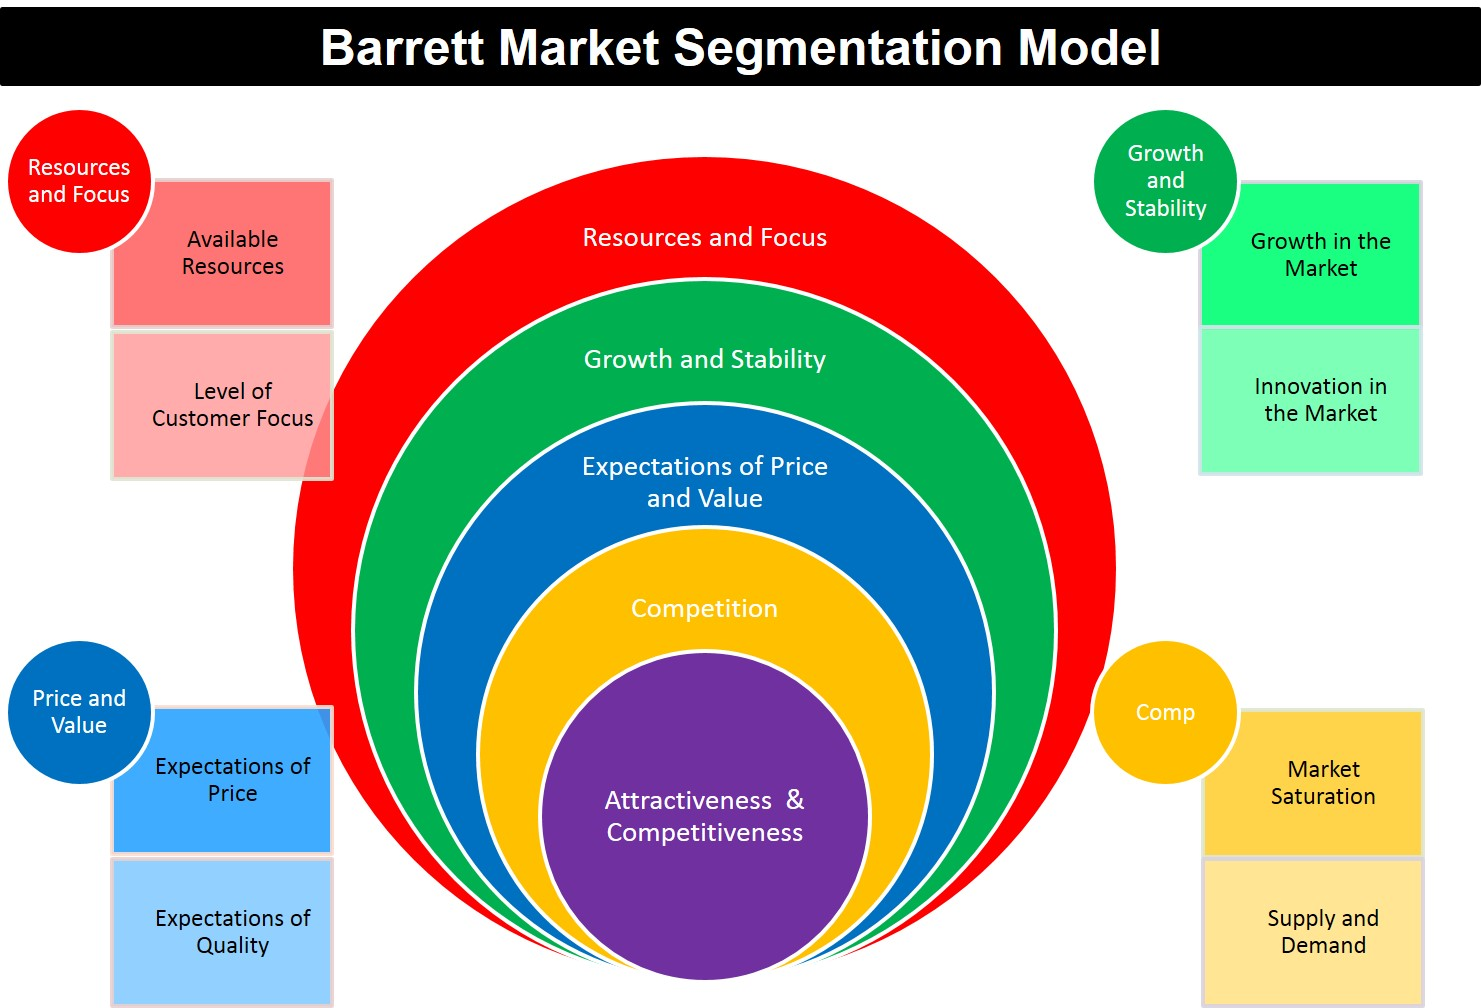 Barrett Market Segmentation Model
Resources
and Focus
Available
Resources
Level of
Customer Focus
Resources and Focus
Growth and Stability
Expectations of Price
and Value
Competition
Attractiveness &
Competitiveness
Growth
and
Stability
Growth in the
Market
Innovation in
the Market
Price and
Value
Expectations of
Price
Expectations of
Quality
Comp
Market
Saturation
Supply and
Demand